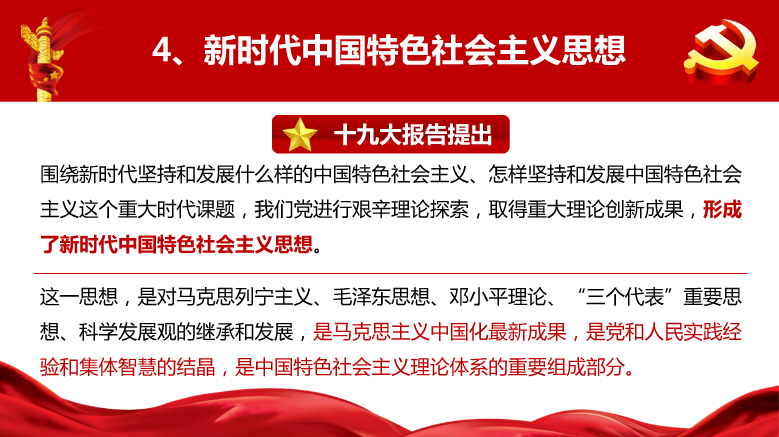 4、新时代中国特色社会主义思想
十九大报告提出
围绕新时代坚持和发展什么样的中国特色社会主义、怎样坚持和发展中国特色社会
主义这个重大时代课题，我们党进行艰辛理论探索，取得重大理论创新成果，形成
了新时代中国特色社会主义思想。
这一思想，是对马克思列宁主义、毛泽东思想、邓小平理论、“三个代表”重要思
想、科学发展观的继承和发展，是马克思主义中国化最新成果，是党和人民实践经
验和集体智慧的结晶，是中国特色社会主义理论体系的重要组成部分。